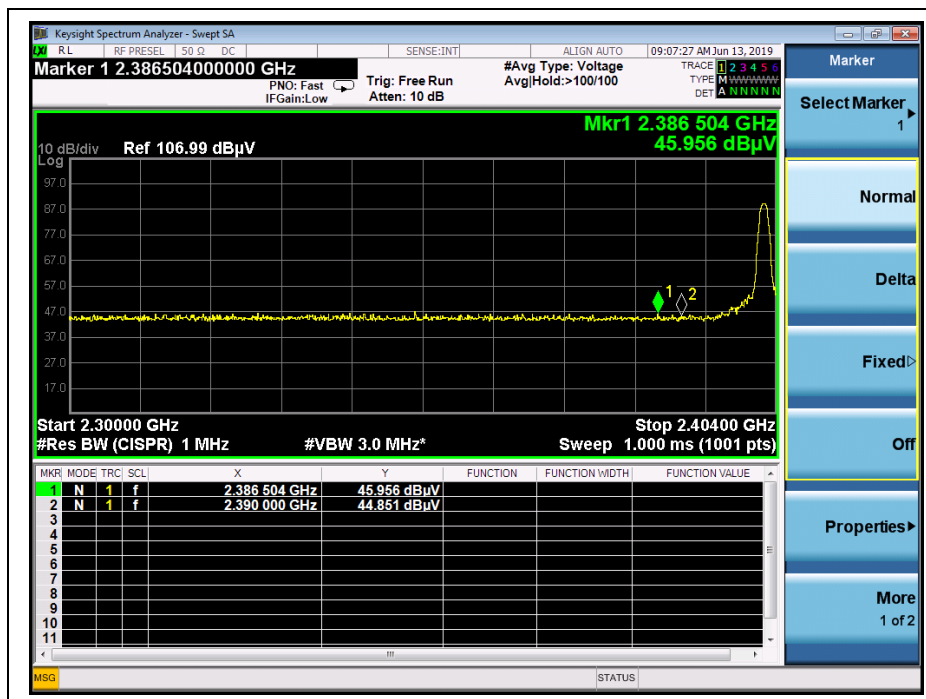 Keysight Spectrum Analyzer - Swept SA
LXI RL RF PRESEL 50 Ω DC SENSE:INT ALIGN AUTO 09:07:27 AM Jun 13, 2019
Marker 1 2.386504000000 GHz
PNO: Fast
IFGain:Low
Trig: Free Run
Atten: 10 dB
#Avg Type: Voltage
Avg|Hold:>100/100
TRACE 1 2 3 4 5 6
TYPE M WWWWW
DET A N N N N N
Mkr1 2.386 504 GHz
45.956 dBµV
10 dB/div Ref 106.99 dBµV
Log
97.0
87.0
77.0
67.0
57.0
47.0
37.0
27.0
17.0
1
2
Start 2.30000 GHz Stop 2.40400 GHz
#Res BW (CISPR) 1 MHz #VBW 3.0 MHz* Sweep 1.000 ms (1001 pts)
MKR MODE TRC SCL X Y FUNCTION FUNCTION WIDTH FUNCTION VALUE
1 N 1 f 2.386 504 GHz 45.956 dBµV
2 N 1 f 2.390 000 GHz 44.851 dBµV
3
4
5
6
7
8
9
10
11
MSG STATUS
Marker
Select Marker
1
Normal
Delta
Fixed
Off
Properties
More
1 of 2